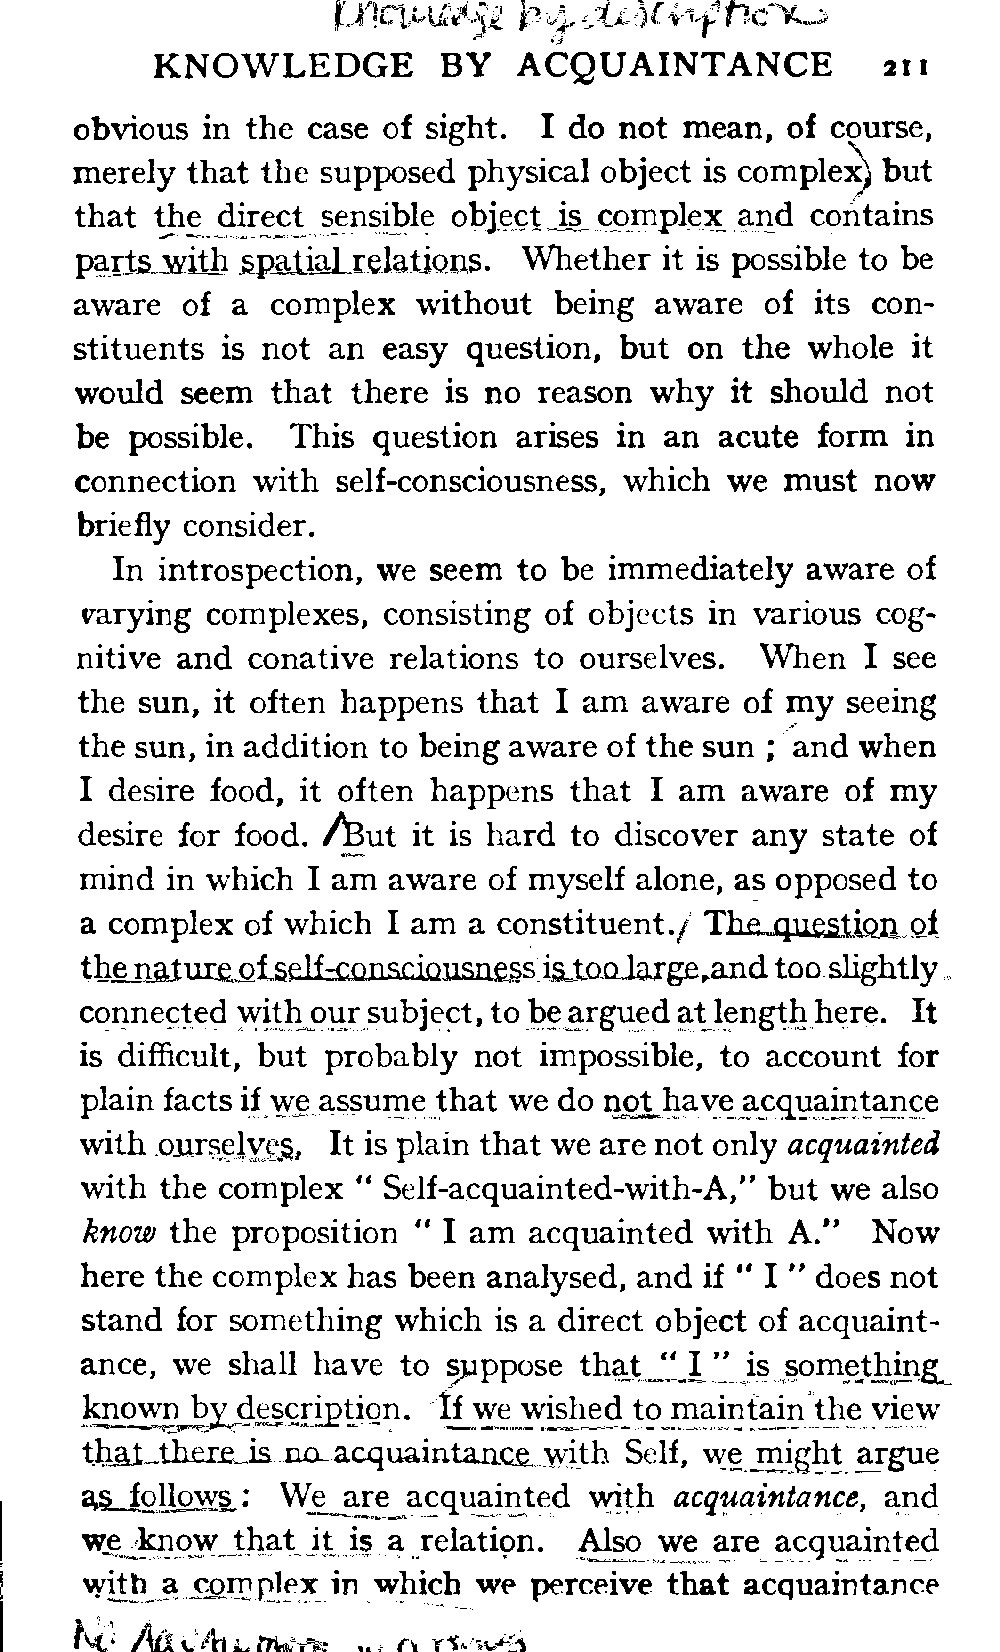 Knowledge by description
KNOWLEDGE BY ACQUAINTANCE 211
obvious in the case of sight. I do not mean, of course,
merely that the supposed physical object is complex, but
that the direct sensible object is complex and contains
parts with spatial relations. Whether it is possible to be
aware of a complex without being aware of its con-
stituents is not an easy question, but on the whole it
would seem that there is no reason why it should not
be possible. This question arises in an acute form in
connection with self-consciousness, which we must now
briefly consider.
In introspection, we seem to be immediately aware of
varying complexes, consisting of objects in various cog-
nitive and conative relations to ourselves. When I see
the sun, it often happens that I am aware of my seeing
the sun, in addition to being aware of the sun ; and when
I desire food, it often happens that I am aware of my
desire for food. /But it is hard to discover any state of
mind in which I am aware of myself alone, as opposed to
a complex of which I am a constituent./ The question of
the nature of self-consciousness is too large, and too slightly
connected with our subject, to be argued at length here. It
is difficult, but probably not impossible, to account for
plain facts if we assume that we do not have acquaintance
with ourselves. It is plain that we are not only acquainted
with the complex “ Self-acquainted-with-A,” but we also
know the proposition “ I am acquainted with A.” Now
here the complex has been analysed, and if “ I ” does not
stand for something which is a direct object of acquaint-
ance, we shall have to suppose that “ I ” is something
known by description. If we wished to maintain the view
that there is no acquaintance with Self, we might argue
as follows : We are acquainted with acquaintance, and
we know that it is a relation. Also we are acquainted
with a complex in which we perceive that acquaintance